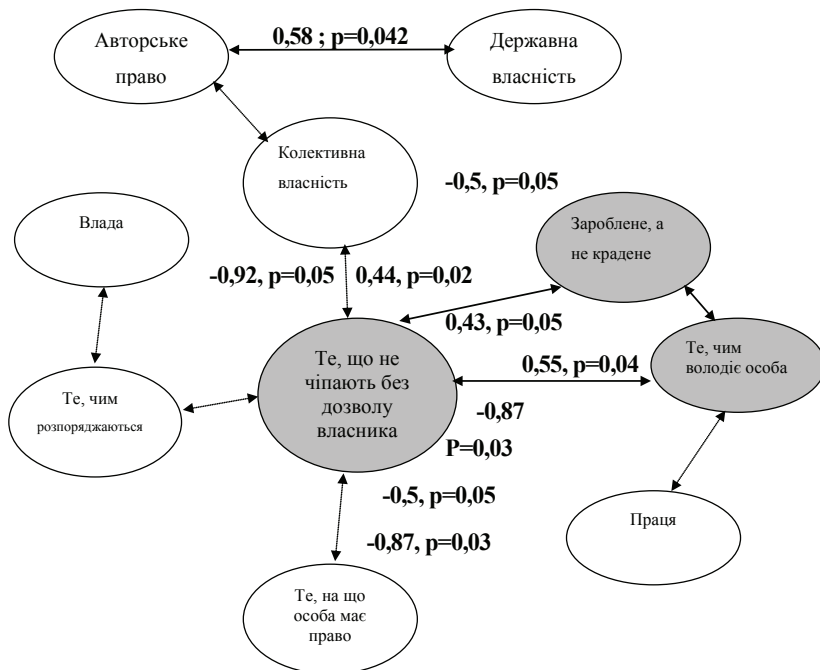 Авторське
право
0,58 ; p=0,042
Державна
власність
Колективна
власність
-0,5, p=0,05
Влада
Зароблене, а
не крадене
-0,92, p=0,05
0,44, p=0,02
0,43, p=0,05
Те, що не
чіпають без
дозволу
власника
0,55, p=0,04
Те, чим
володіє особа
Те, чим
розпоряджаються
-0,87
P=0,03
-0,5, p=0,05
-0,87, p=0,03
Праця
Те, на що
особа має
право